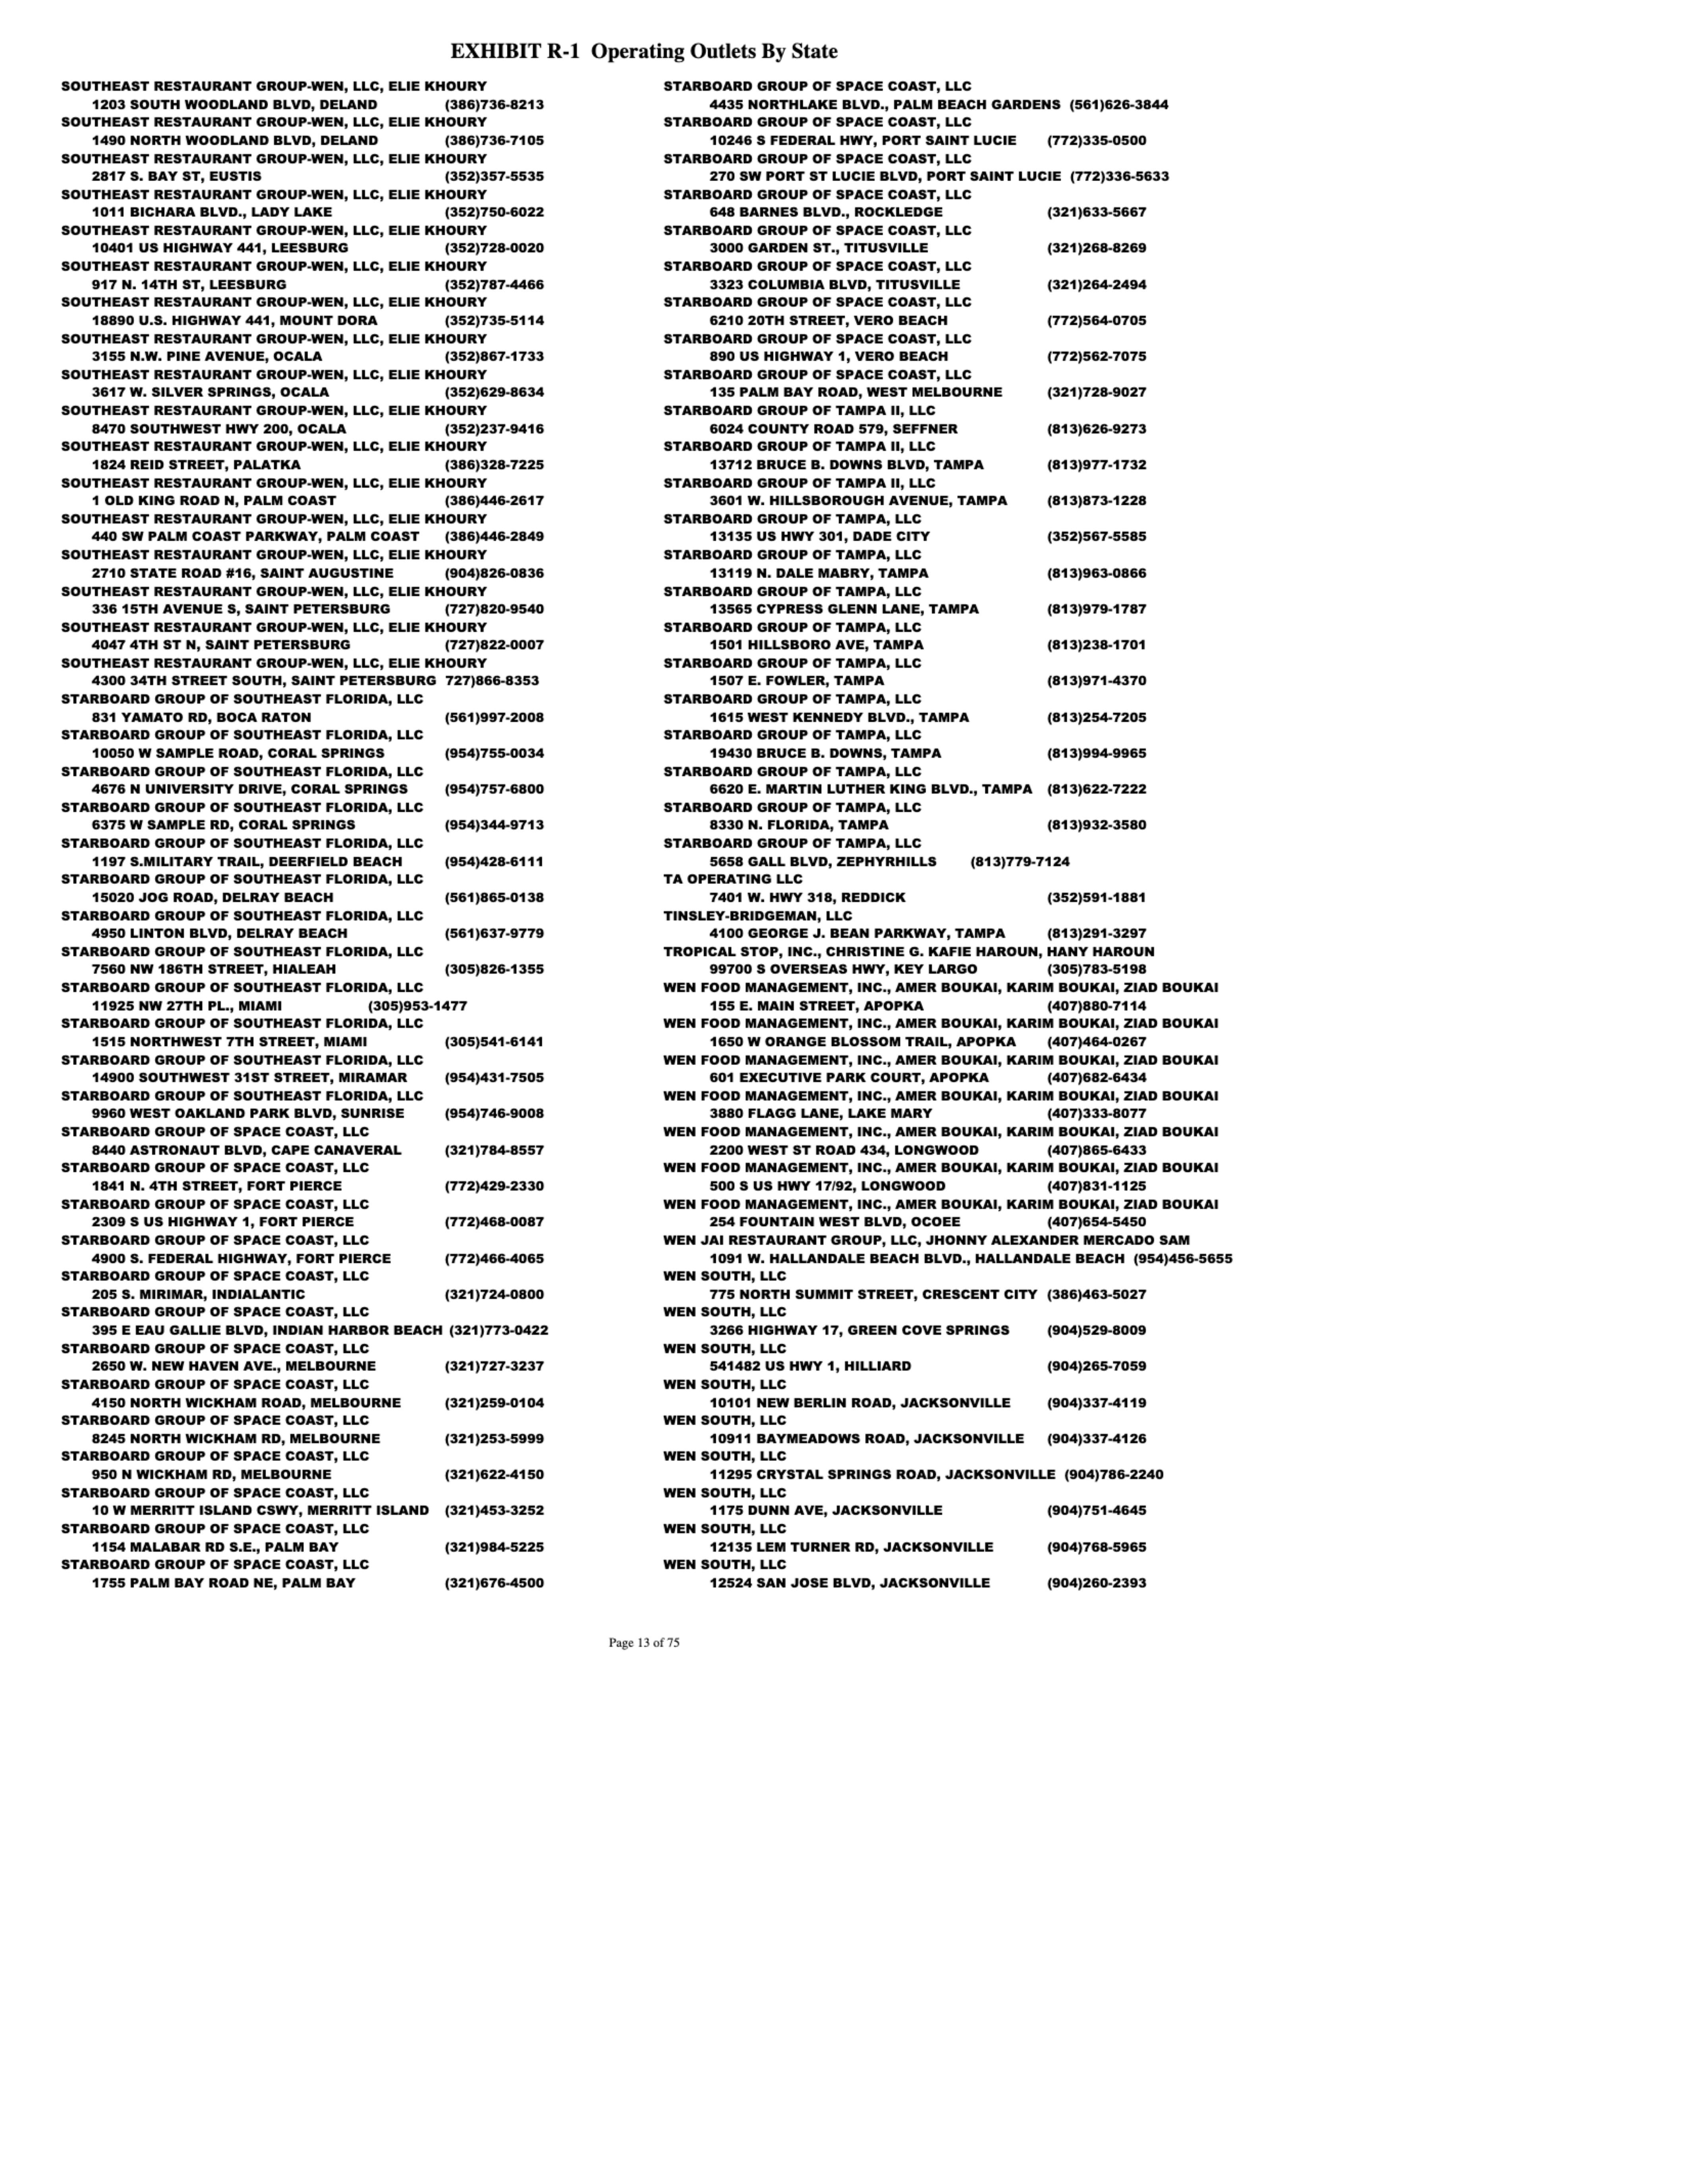 EXHIBIT R-1 Operating Outlets By State
SOUTHEAST RESTAURANT GROUP-WEN, LLC, ELIE KHOURY
1203 SOUTH WOODLAND BLVD, DELAND (386)736-8213
SOUTHEAST RESTAURANT GROUP-WEN, LLC, ELIE KHOURY
1490 NORTH WOODLAND BLVD, DELAND (386)736-7105
SOUTHEAST RESTAURANT GROUP-WEN, LLC, ELIE KHOURY
2817 S. BAY ST, EUSTIS (352)357-5535
SOUTHEAST RESTAURANT GROUP-WEN, LLC, ELIE KHOURY
1011 BICHARA BLVD., LADY LAKE (352)750-6022
SOUTHEAST RESTAURANT GROUP-WEN, LLC, ELIE KHOURY
10401 US HIGHWAY 441, LEESBURG (352)728-0020
SOUTHEAST RESTAURANT GROUP-WEN, LLC, ELIE KHOURY
917 N. 14TH ST, LEESBURG (352)787-4466
SOUTHEAST RESTAURANT GROUP-WEN, LLC, ELIE KHOURY
18890 U.S. HIGHWAY 441, MOUNT DORA (352)735-5114
SOUTHEAST RESTAURANT GROUP-WEN, LLC, ELIE KHOURY
3155 N.W. PINE AVENUE, OCALA (352)867-1733
SOUTHEAST RESTAURANT GROUP-WEN, LLC, ELIE KHOURY
3617 W. SILVER SPRINGS, OCALA (352)629-8634
SOUTHEAST RESTAURANT GROUP-WEN, LLC, ELIE KHOURY
8470 SOUTHWEST HWY 200, OCALA (352)237-9416
SOUTHEAST RESTAURANT GROUP-WEN, LLC, ELIE KHOURY
1824 REID STREET, PALATKA (386)328-7225
SOUTHEAST RESTAURANT GROUP-WEN, LLC, ELIE KHOURY
1 OLD KING ROAD N, PALM COAST (386)446-2617
SOUTHEAST RESTAURANT GROUP-WEN, LLC, ELIE KHOURY
440 SW PALM COAST PARKWAY, PALM COAST (386)446-2849
SOUTHEAST RESTAURANT GROUP-WEN, LLC, ELIE KHOURY
2710 STATE ROAD #16, SAINT AUGUSTINE (904)826-0836
SOUTHEAST RESTAURANT GROUP-WEN, LLC, ELIE KHOURY
336 15TH AVENUE S, SAINT PETERSBURG (727)820-9540
SOUTHEAST RESTAURANT GROUP-WEN, LLC, ELIE KHOURY
4047 4TH ST N, SAINT PETERSBURG (727)822-0007
SOUTHEAST RESTAURANT GROUP-WEN, LLC, ELIE KHOURY
4300 34TH STREET SOUTH, SAINT PETERSBURG 727)866-8353
STARBOARD GROUP OF SOUTHEAST FLORIDA, LLC
831 YAMATO RD, BOCA RATON (561)997-2008
STARBOARD GROUP OF SOUTHEAST FLORIDA, LLC
10050 W SAMPLE ROAD, CORAL SPRINGS (954)755-0034
STARBOARD GROUP OF SOUTHEAST FLORIDA, LLC
4676 N UNIVERSITY DRIVE, CORAL SPRINGS (954)757-6800
STARBOARD GROUP OF SOUTHEAST FLORIDA, LLC
6375 W SAMPLE RD, CORAL SPRINGS (954)344-9713
STARBOARD GROUP OF SOUTHEAST FLORIDA, LLC
1197 S.MILITARY TRAIL, DEERFIELD BEACH (954)428-6111
STARBOARD GROUP OF SOUTHEAST FLORIDA, LLC
15020 JOG ROAD, DELRAY BEACH (561)865-0138
STARBOARD GROUP OF SOUTHEAST FLORIDA, LLC
4950 LINTON BLVD, DELRAY BEACH (561)637-9779
STARBOARD GROUP OF SOUTHEAST FLORIDA, LLC
7560 NW 186TH STREET, HIALEAH (305)826-1355
STARBOARD GROUP OF SOUTHEAST FLORIDA, LLC
11925 NW 27TH PL., MIAMI (305)953-1477
STARBOARD GROUP OF SOUTHEAST FLORIDA, LLC
1515 NORTHWEST 7TH STREET, MIAMI (305)541-6141
STARBOARD GROUP OF SOUTHEAST FLORIDA, LLC
14900 SOUTHWEST 31ST STREET, MIRAMAR (954)431-7505
STARBOARD GROUP OF SOUTHEAST FLORIDA, LLC
9960 WEST OAKLAND PARK BLVD, SUNRISE (954)746-9008
STARBOARD GROUP OF SPACE COAST, LLC
8440 ASTRONAUT BLVD, CAPE CANAVERAL (321)784-8557
STARBOARD GROUP OF SPACE COAST, LLC
1841 N. 4TH STREET, FORT PIERCE (772)429-2330
STARBOARD GROUP OF SPACE COAST, LLC
2309 S US HIGHWAY 1, FORT PIERCE (772)468-0087
STARBOARD GROUP OF SPACE COAST, LLC
4900 S. FEDERAL HIGHWAY, FORT PIERCE (772)466-4065
STARBOARD GROUP OF SPACE COAST, LLC
205 S. MIRIMAR, INDIALANTIC (321)724-0800
STARBOARD GROUP OF SPACE COAST, LLC
395 E EAU GALLIE BLVD, INDIAN HARBOR BEACH (321)773-0422
STARBOARD GROUP OF SPACE COAST, LLC
2650 W. NEW HAVEN AVE., MELBOURNE (321)727-3237
STARBOARD GROUP OF SPACE COAST, LLC
4150 NORTH WICKHAM ROAD, MELBOURNE (321)259-0104
STARBOARD GROUP OF SPACE COAST, LLC
8245 NORTH WICKHAM RD, MELBOURNE (321)253-5999
STARBOARD GROUP OF SPACE COAST, LLC
950 N WICKHAM RD, MELBOURNE (321)622-4150
STARBOARD GROUP OF SPACE COAST, LLC
10 W MERRITT ISLAND CSWY, MERRITT ISLAND (321)453-3252
STARBOARD GROUP OF SPACE COAST, LLC
1154 MALABAR RD S.E., PALM BAY (321)984-5225
STARBOARD GROUP OF SPACE COAST, LLC
1755 PALM BAY ROAD NE, PALM BAY (321)676-4500
STARBOARD GROUP OF SPACE COAST, LLC
4435 NORTHLAKE BLVD., PALM BEACH GARDENS (561)626-3844
STARBOARD GROUP OF SPACE COAST, LLC
10246 S FEDERAL HWY, PORT SAINT LUCIE (772)335-0500
STARBOARD GROUP OF SPACE COAST, LLC
270 SW PORT ST LUCIE BLVD, PORT SAINT LUCIE (772)336-5633
STARBOARD GROUP OF SPACE COAST, LLC
648 BARNES BLVD., ROCKLEDGE (321)633-5667
STARBOARD GROUP OF SPACE COAST, LLC
3000 GARDEN ST., TITUSVILLE (321)268-8269
STARBOARD GROUP OF SPACE COAST, LLC
3323 COLUMBIA BLVD, TITUSVILLE (321)264-2494
STARBOARD GROUP OF SPACE COAST, LLC
6210 20TH STREET, VERO BEACH (772)564-0705
STARBOARD GROUP OF SPACE COAST, LLC
890 US HIGHWAY 1, VERO BEACH (772)562-7075
STARBOARD GROUP OF SPACE COAST, LLC
135 PALM BAY ROAD, WEST MELBOURNE (321)728-9027
STARBOARD GROUP OF TAMPA II, LLC
6024 COUNTY ROAD 579, SEFFNER (813)626-9273
STARBOARD GROUP OF TAMPA II, LLC
13712 BRUCE B. DOWNS BLVD, TAMPA (813)977-1732
STARBOARD GROUP OF TAMPA II, LLC
3601 W. HILLSBOROUGH AVENUE, TAMPA (813)873-1228
STARBOARD GROUP OF TAMPA, LLC
13135 US HWY 301, DADE CITY (352)567-5585
STARBOARD GROUP OF TAMPA, LLC
13119 N. DALE MABRY, TAMPA (813)963-0866
STARBOARD GROUP OF TAMPA, LLC
13565 CYPRESS GLENN LANE, TAMPA (813)979-1787
STARBOARD GROUP OF TAMPA, LLC
1501 HILLSBORO AVE, TAMPA (813)238-1701
STARBOARD GROUP OF TAMPA, LLC
1507 E. FOWLER, TAMPA (813)971-4370
STARBOARD GROUP OF TAMPA, LLC
1615 WEST KENNEDY BLVD., TAMPA (813)254-7205
STARBOARD GROUP OF TAMPA, LLC
19430 BRUCE B. DOWNS, TAMPA (813)994-9965
STARBOARD GROUP OF TAMPA, LLC
6620 E. MARTIN LUTHER KING BLVD., TAMPA (813)622-7222
STARBOARD GROUP OF TAMPA, LLC
8330 N. FLORIDA, TAMPA (813)932-3580
STARBOARD GROUP OF TAMPA, LLC
5658 GALL BLVD, ZEPHYRHILLS (813)779-7124
TA OPERATING LLC
7401 W. HWY 318, REDDICK (352)591-1881
TINSLEY-BRIDGEMAN, LLC
4100 GEORGE J. BEAN PARKWAY, TAMPA (813)291-3297
TROPICAL STOP, INC., CHRISTINE G. KAFIE HAROUN, HANY HAROUN
99700 S OVERSEAS HWY, KEY LARGO (305)783-5198
WEN FOOD MANAGEMENT, INC., AMER BOUKAI, KARIM BOUKAI, ZIAD BOUKAI
155 E. MAIN STREET, APOPKA (407)880-7114
WEN FOOD MANAGEMENT, INC., AMER BOUKAI, KARIM BOUKAI, ZIAD BOUKAI
1650 W ORANGE BLOSSOM TRAIL, APOPKA (407)464-0267
WEN FOOD MANAGEMENT, INC., AMER BOUKAI, KARIM BOUKAI, ZIAD BOUKAI
601 EXECUTIVE PARK COURT, APOPKA (407)682-6434
WEN FOOD MANAGEMENT, INC., AMER BOUKAI, KARIM BOUKAI, ZIAD BOUKAI
3880 FLAGG LANE, LAKE MARY (407)333-8077
WEN FOOD MANAGEMENT, INC., AMER BOUKAI, KARIM BOUKAI, ZIAD BOUKAI
2200 WEST ST ROAD 434, LONGWOOD (407)865-6433
WEN FOOD MANAGEMENT, INC., AMER BOUKAI, KARIM BOUKAI, ZIAD BOUKAI
500 S US HWY 17/92, LONGWOOD (407)831-1125
WEN FOOD MANAGEMENT, INC., AMER BOUKAI, KARIM BOUKAI, ZIAD BOUKAI
254 FOUNTAIN WEST BLVD, OCOEE (407)654-5450
WEN JAI RESTAURANT GROUP, LLC, JHONNY ALEXANDER MERCADO SAM
1091 W. HALLANDALE BEACH BLVD., HALLANDALE BEACH (954)456-5655
WEN SOUTH, LLC
775 NORTH SUMMIT STREET, CRESCENT CITY (386)463-5027
WEN SOUTH, LLC
3266 HIGHWAY 17, GREEN COVE SPRINGS (904)529-8009
WEN SOUTH, LLC
541482 US HWY 1, HILLIARD (904)265-7059
WEN SOUTH, LLC
10101 NEW BERLIN ROAD, JACKSONVILLE (904)337-4119
WEN SOUTH, LLC
10911 BAYMEADOWS ROAD, JACKSONVILLE (904)337-4126
WEN SOUTH, LLC
11295 CRYSTAL SPRINGS ROAD, JACKSONVILLE (904)786-2240
WEN SOUTH, LLC
1175 DUNN AVE, JACKSONVILLE (904)751-4645
WEN SOUTH, LLC
12135 LEM TURNER RD, JACKSONVILLE (904)768-5965
WEN SOUTH, LLC
12524 SAN JOSE BLVD, JACKSONVILLE (904)260-2393
Page 13 of 75